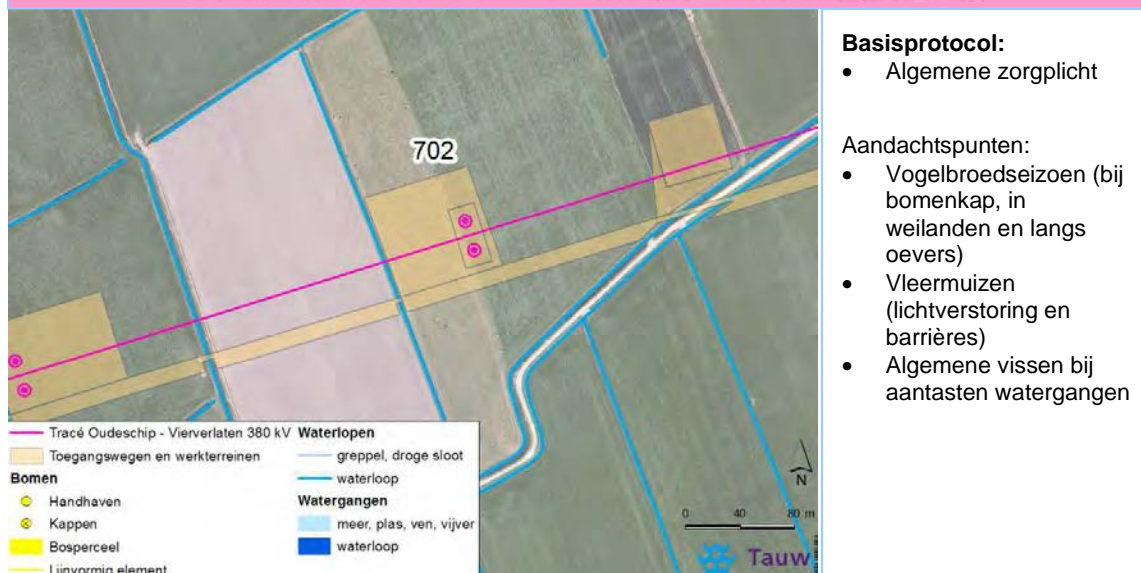 702
Tracé Oudeschip - Vierverlaten 380 kV
Toegangswegen en werkterreinen
Bomen
Handhaven
Kappen
Bosperceel
Lijnvormig element
Waterlopen
greppel, droge sloot
waterloop
Watergangen
meer, plas, ven, vijver
waterloop
N
0 40 80 m
Tauw
Basisprotocol:
• Algemene zorgplicht
Aandachtspunten:
• Vogelbroedseizoen (bij
bomenkap, in
weilanden en langs
oevers)
• Vleermuizen
(lichtverstoring en
barrières)
• Algemene vissen bij
aantasten watergangen